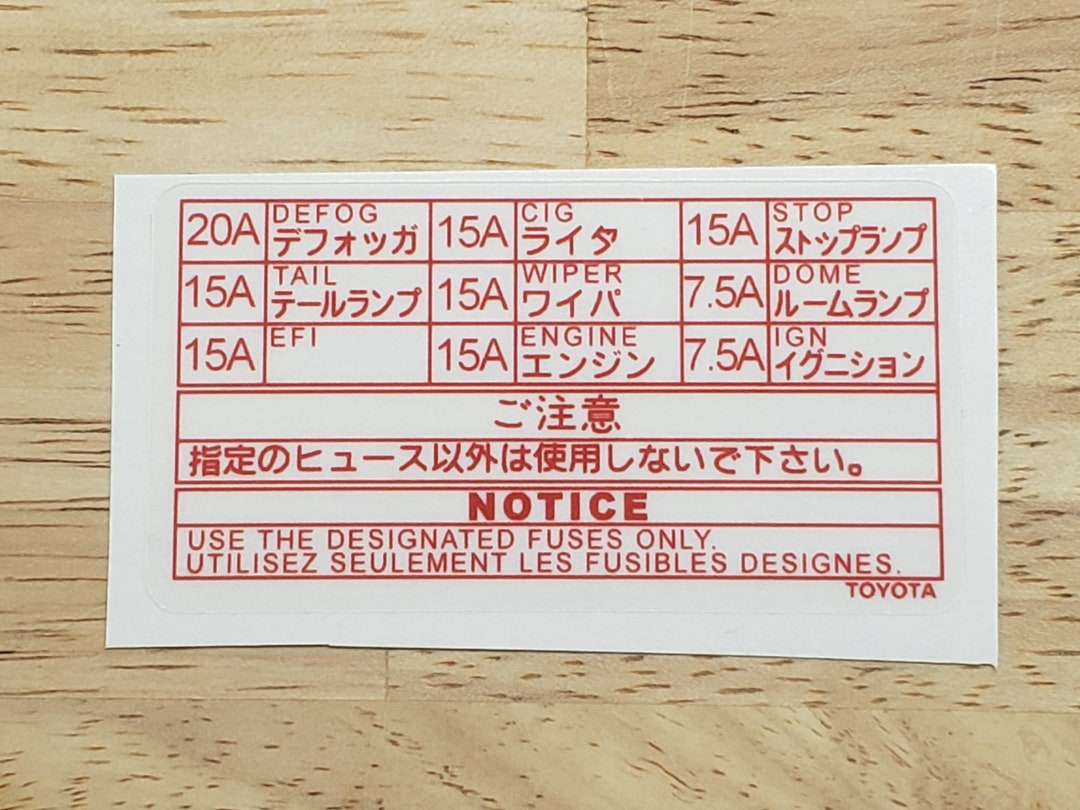 20A DEFOG デフォッガ 15A CIG ライタ 15A STOP ストップランプ
15A TAIL テールランプ 15A WIPER ワイパ 7.5A DOME ルームランプ
15A EFI 15A ENGINE エンジン 7.5A IGN イグニション
ご注意
指定のヒューズ以外は使用しないで下さい。
NOTICE
USE THE DESIGNATED FUSES ONLY.
UTILISEZ SEULEMENT LES FUSIBLES DESIGNES.
TOYOTA